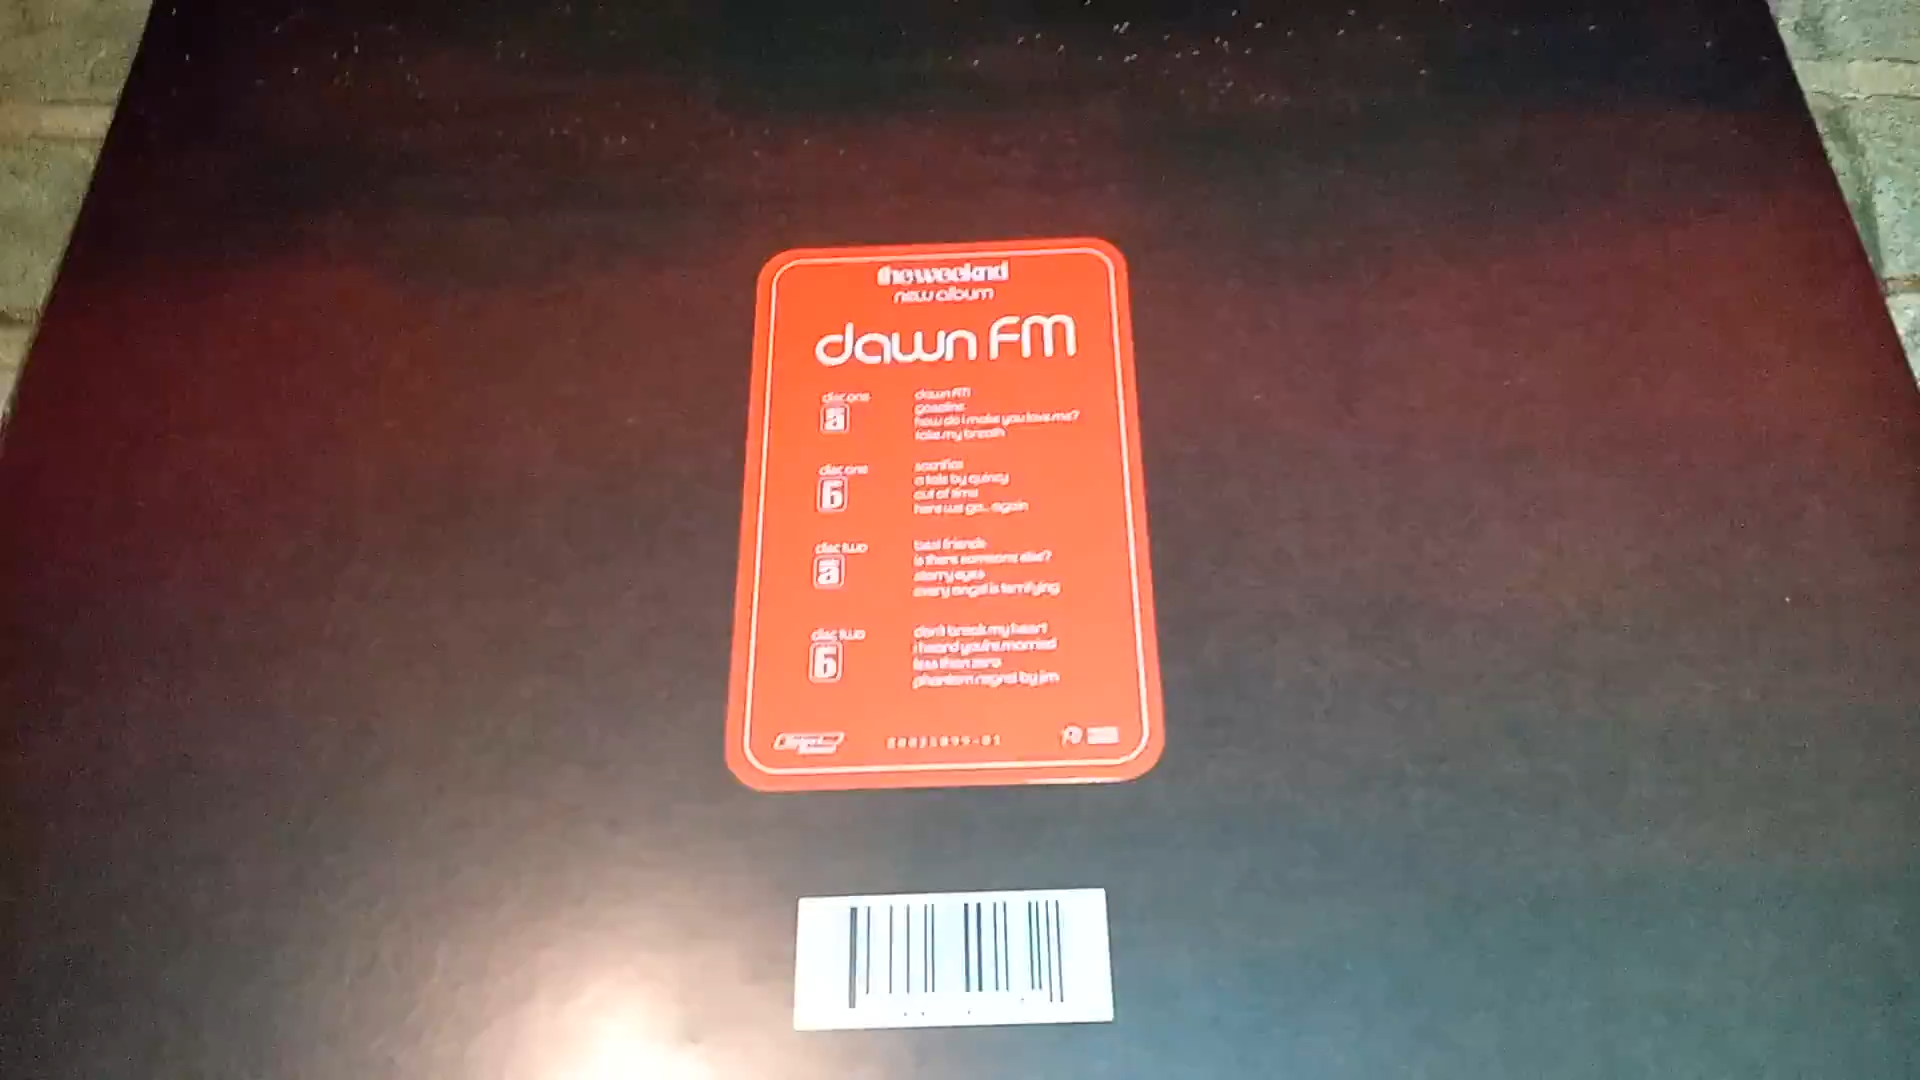 the weeknd
new album
dawn FM
disc one
a
dawn FM
gasoline
how do i make you love me?
take my breath
disc one
b
sacrifice
a tale by quincy
out of time
here we go... again
disc two
a
best friends
is there someone else?
starry eyes
every angel is terrifying
disc two
b
don't break my heart
i heard you're married
less than zero
phantom regret by jim